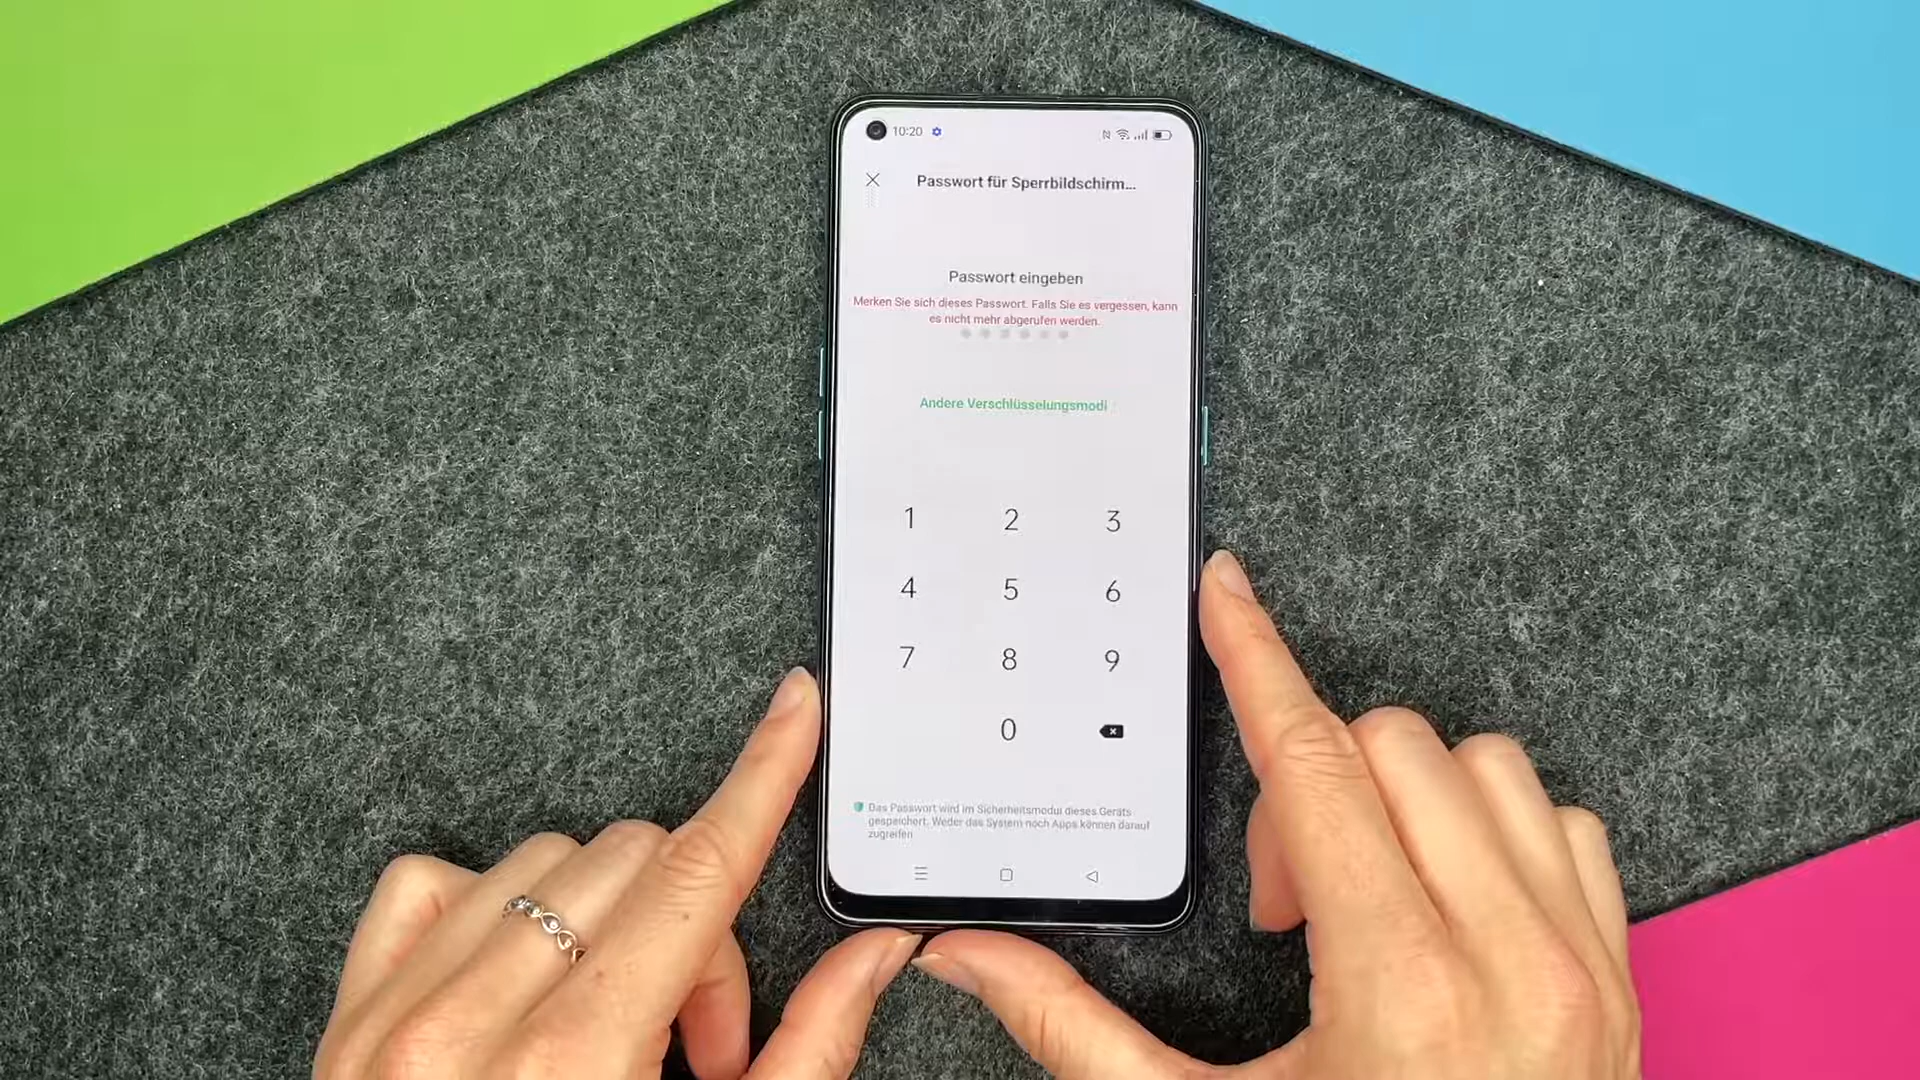 10:20
Passwort für Sperrbildschirm...
Passwort eingeben
Merken Sie sich dieses Passwort. Falls Sie es vergessen, kann
es nicht mehr abgerufen werden.
Andere Verschlüsselungsmodi
1 2 3
4 5 6
7 8 9
0
Das Passwort wird im Sicherheitsmodul dieses Geräts
gespeichert. Weder das System noch Apps können darauf
zugreifen